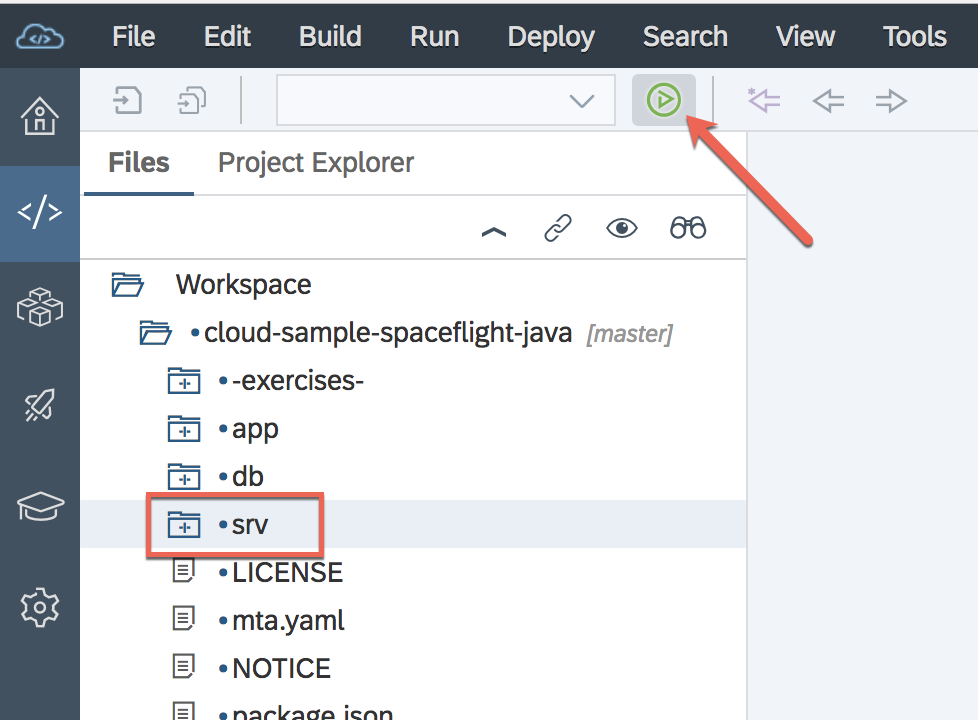 File Edit Build Run Deploy Search View Tools
Files Project Explorer
Workspace
cloud-sample-spaceflight-java [master]
-exercises-
app
db
srv
LICENSE
mta.yaml
NOTICE
package.json